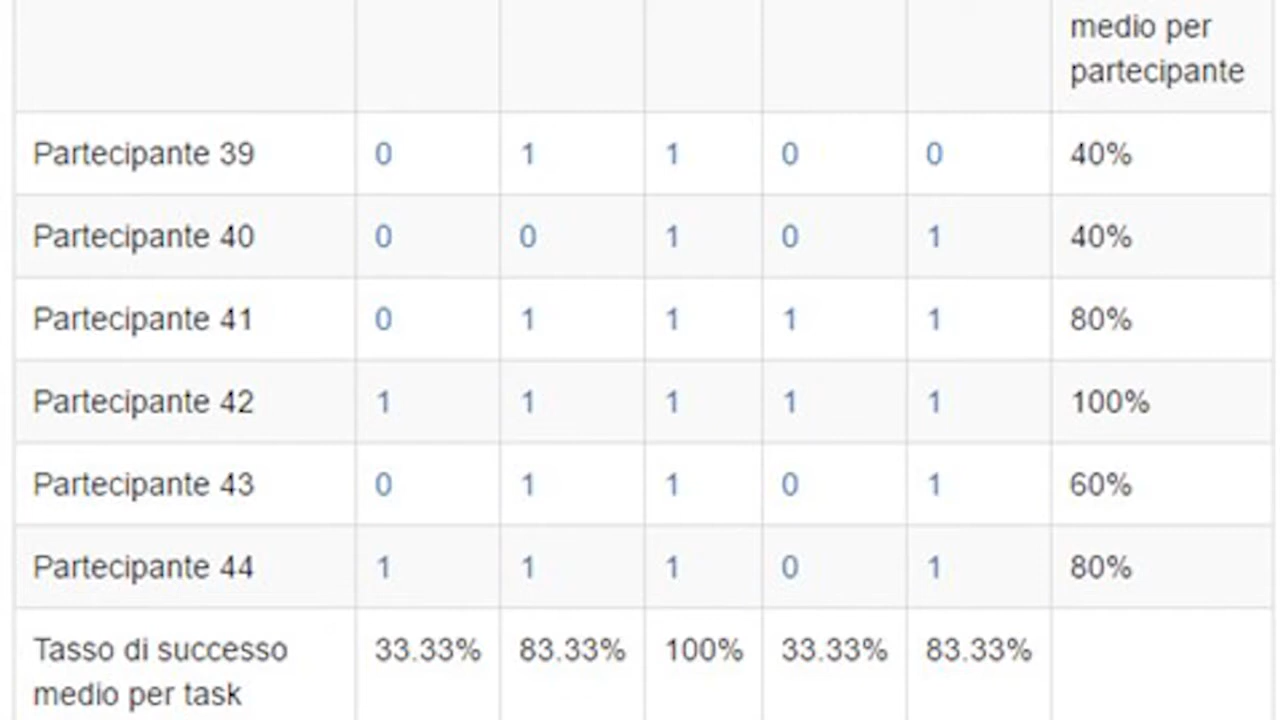 medio per
partecipante
Partecipante 39 0 1 1 0 0 40%
Partecipante 40 0 0 1 0 1 40%
Partecipante 41 0 1 1 1 1 80%
Partecipante 42 1 1 1 1 1 100%
Partecipante 43 0 1 1 0 1 60%
Partecipante 44 1 1 1 0 1 80%
Tasso di successo 33.33% 83.33% 100% 33.33% 83.33%
medio per task